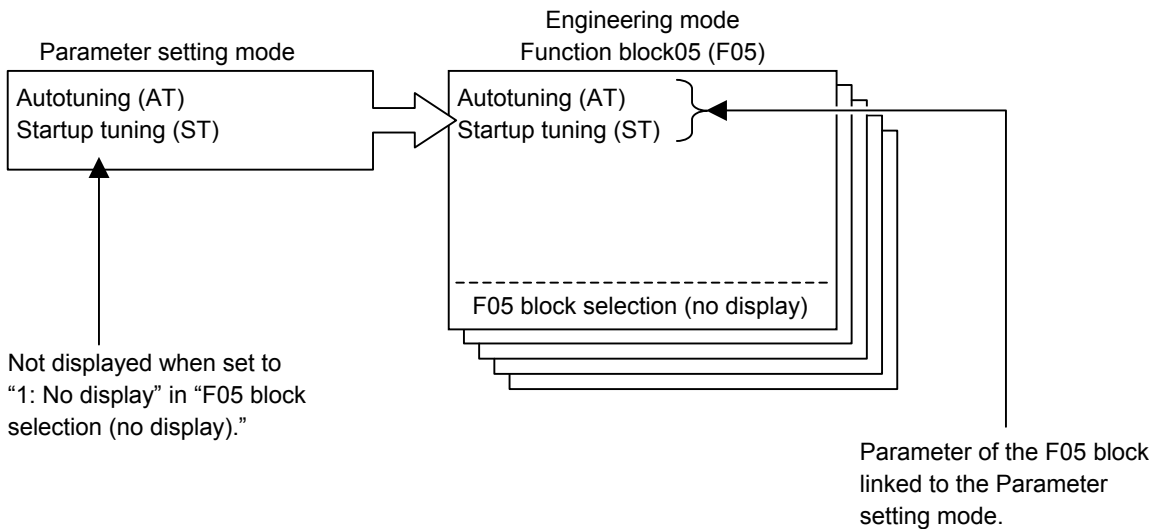 Engineering mode
Parameter setting mode
Function block05 (F05)
Autotuning (AT)
Startup tuning (ST)
Autotuning (AT)
Startup tuning (ST)
F05 block selection (no display)
Not displayed when set to
“1: No display” in “F05 block
selection (no display).”
Parameter of the F05 block
linked to the Parameter
setting mode.